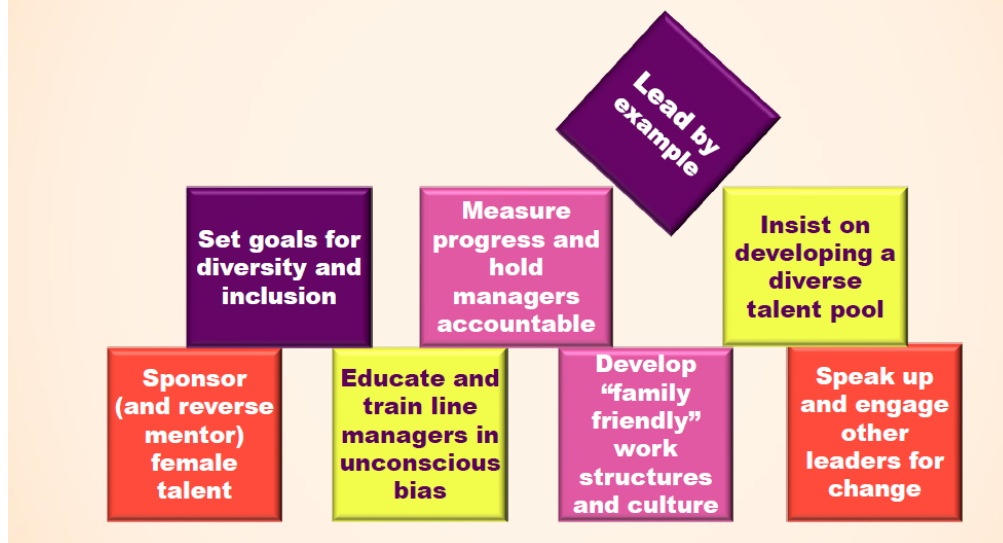 Lead by
example
Set goals for
diversity and
inclusion
Measure
progress and
hold
managers
accountable
Insist on
developing a
diverse
talent pool
Sponsor
(and reverse
mentor)
female
talent
Educate and
train line
managers in
unconscious
bias
Develop
“family
friendly”
work
structures
and culture
Speak up
and engage
other
leaders for
change